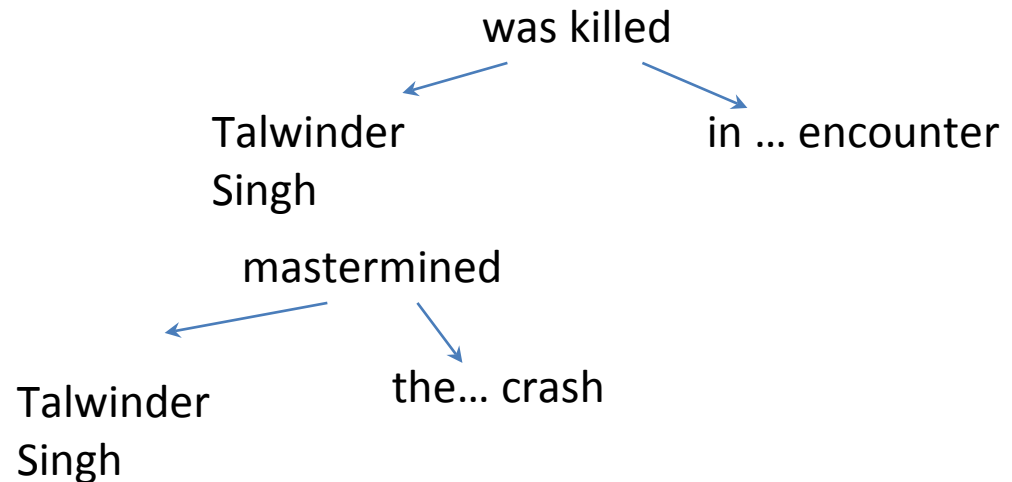 was killed
Talwinder
Singh
in ... encounter
mastermined
Talwinder
Singh
the... crash